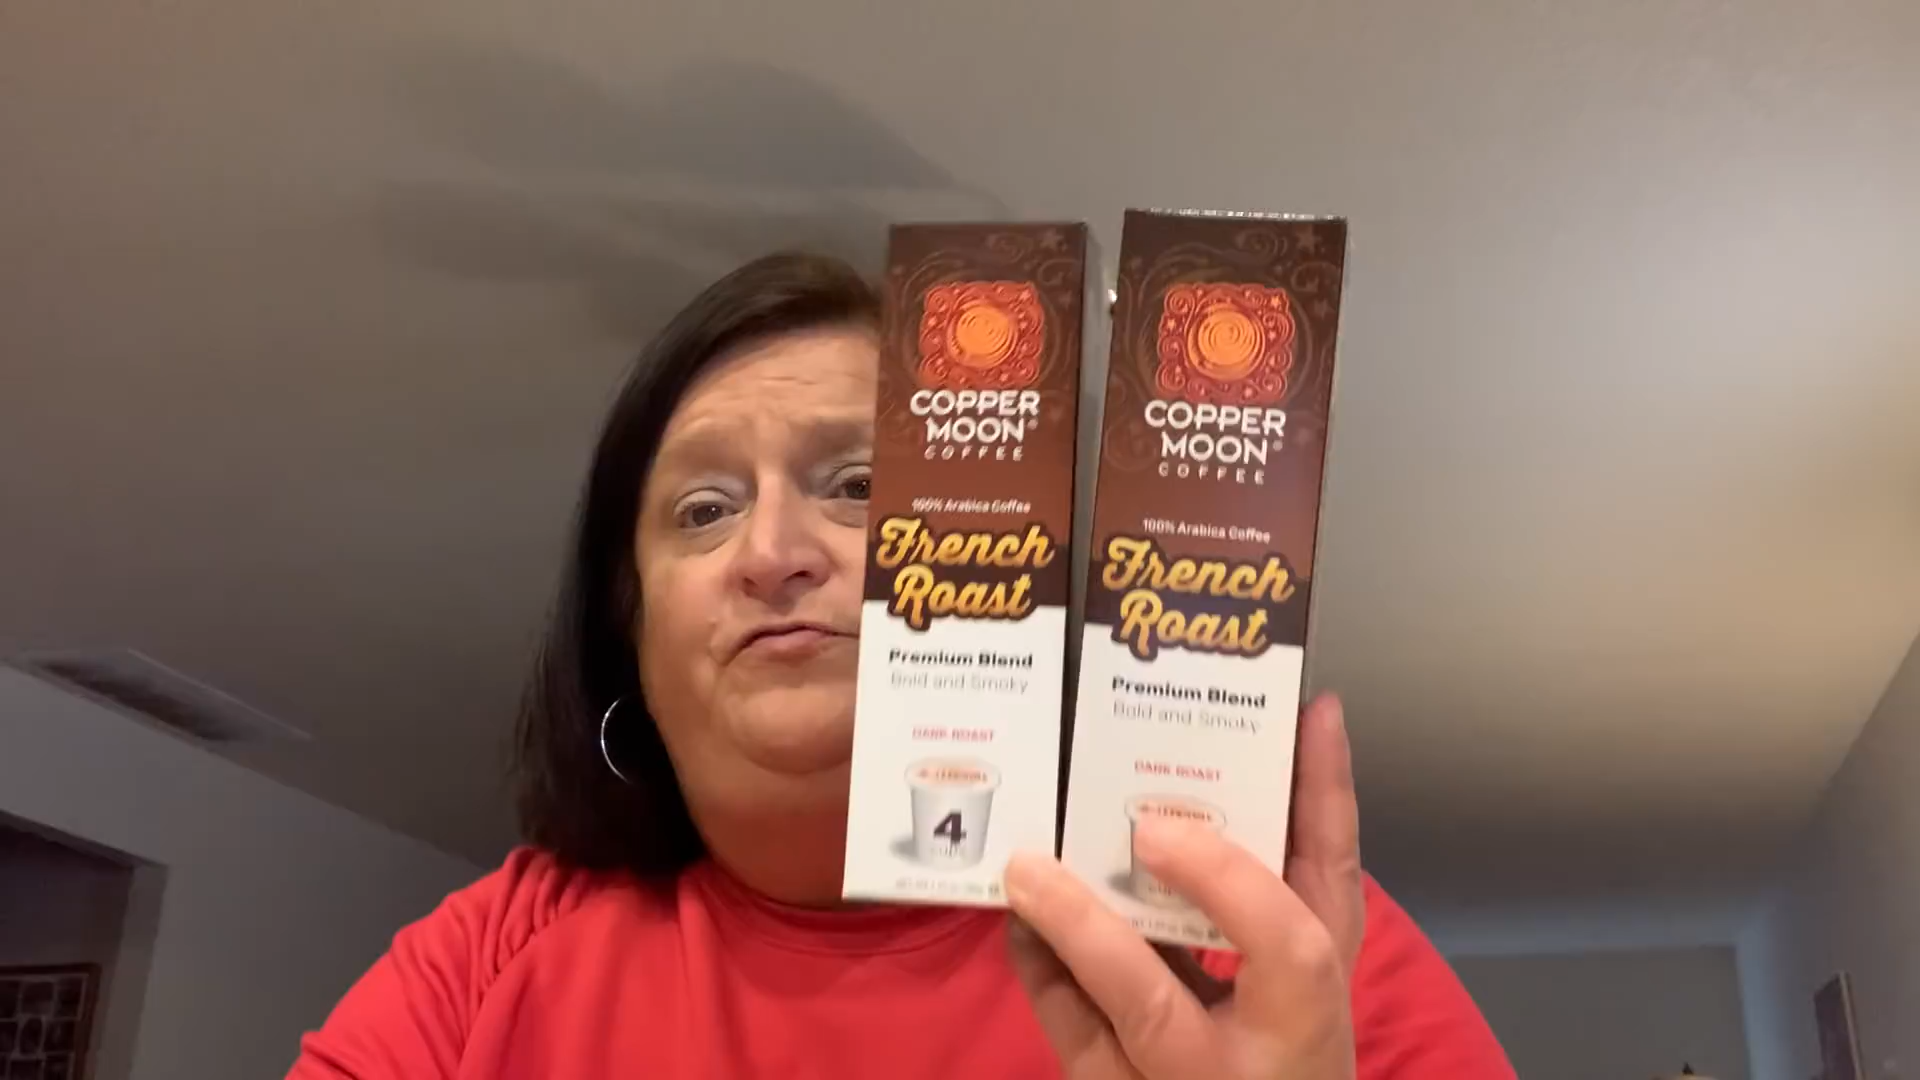 COPPER
MOON®
COFFEE
100% Arabica Coffee
French
Roast
Premium Blend
Bold and Smoky
DARK ROAST
4
CUPS
COPPER
MOON®
COFFEE
100% Arabica Coffee
French
Roast
Premium Blend
Bold and Smoky
DARK ROAST